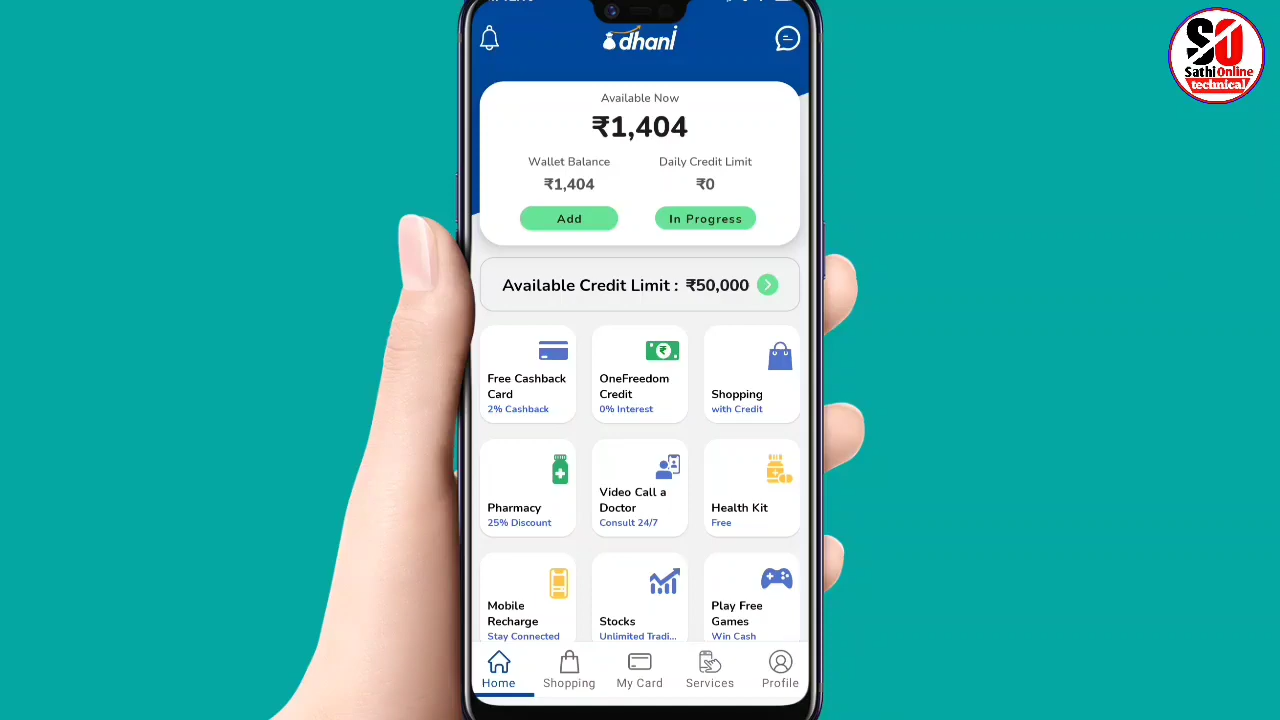 dhani
SO
Sathi Online
technical
Available Now
₹1,404
Wallet Balance
Daily Credit Limit
₹1,404
₹0
Add
In Progress
Available Credit Limit : ₹50,000
Free Cashback
Card
2% Cashback
OneFreedom
Credit
0% Interest
Shopping
with Credit
Pharmacy
25% Discount
Video Call a
Doctor
Consult 24/7
Health Kit
Free
Mobile
Recharge
Stay Connected
Stocks
Unlimited Tradi...
Play Free
Games
Win Cash
Home
Shopping
My Card
Services
Profile